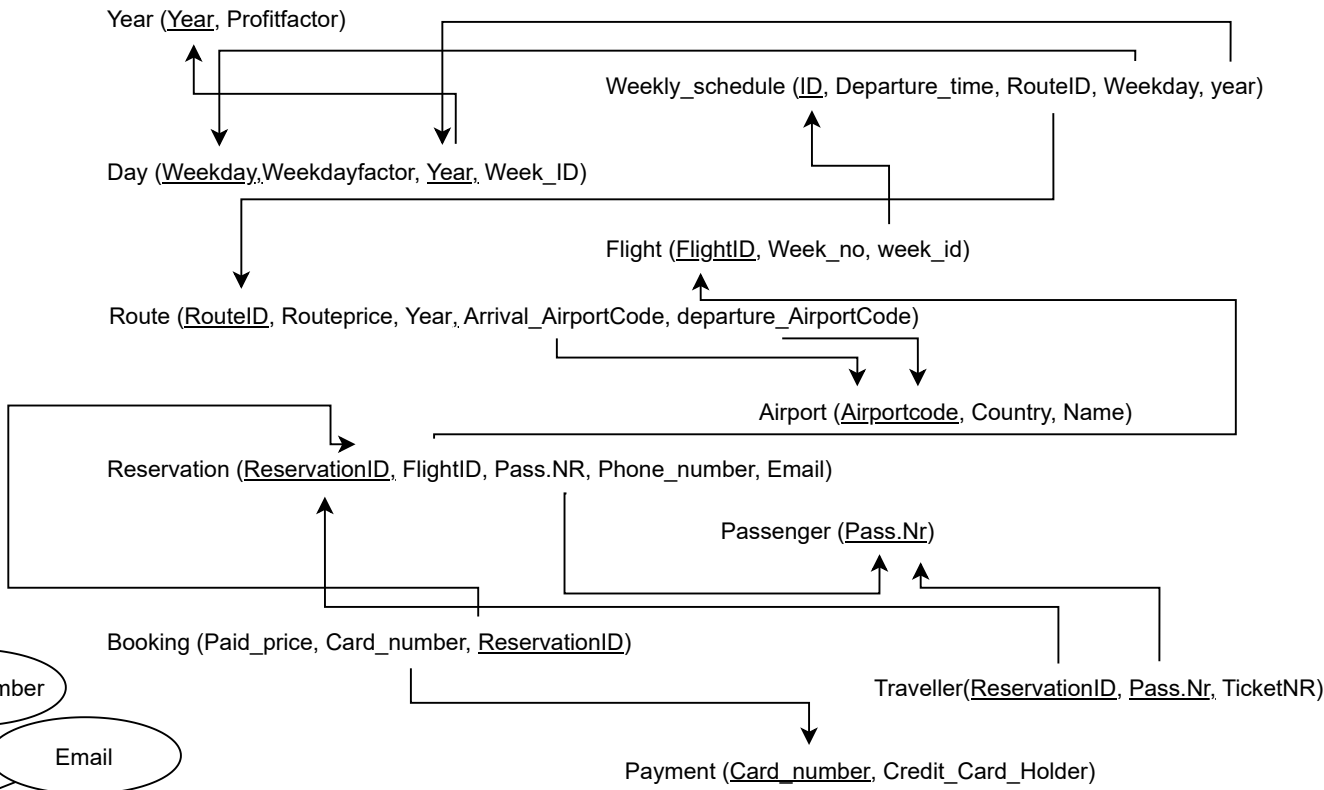 Year (Year, Profitfactor)
Weekly_schedule (ID, Departure_time, RouteID, Weekday, year)
Day (Weekday,Weekdayfactor, Year, Week_ID)
Flight (FlightID, Week_no, week_id)
Route (RouteID, Routeprice, Year, Arrival_AirportCode, departure_AirportCode)
Airport (Airportcode, Country, Name)
Reservation (ReservationID, FlightID, Pass.NR, Phone_number, Email)
Passenger (Pass.Nr)
Booking (Paid_price, Card_number, ReservationID)
mber
Traveller(ReservationID, Pass.Nr, TicketNR)
Email
Payment (Card_number, Credit_Card_Holder)